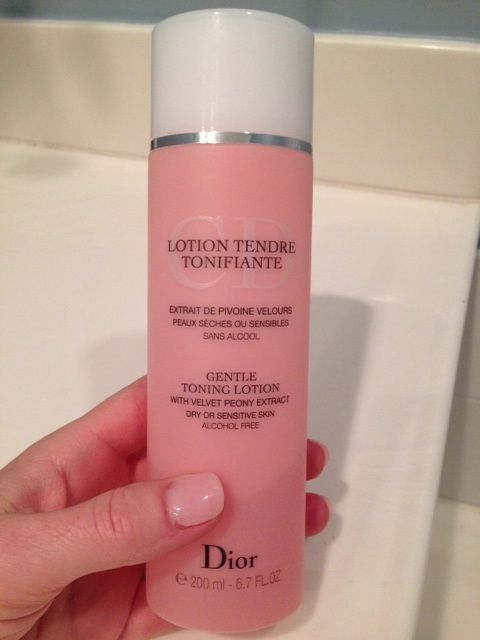 CD
LOTION TENDRE
TONIFIANTE
EXTRAIT DE PIVOINE VELOURS
PEAUX SÈCHES OU SENSIBLES
SANS ALCOOL
GENTLE
TONING LOTION
WITH VELVET PEONY EXTRACT
DRY OR SENSITIVE SKIN
ALCOHOL FREE
Dior
℮ 200 ml - 6.7 FL.OZ